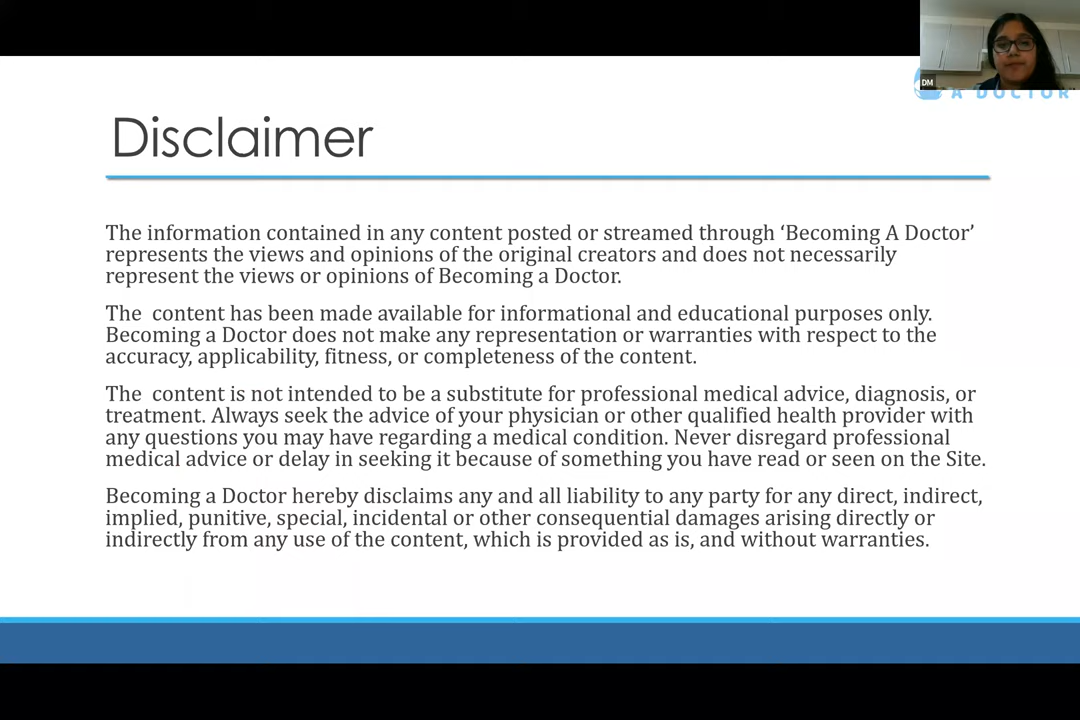 DM
A DOCTOR
Disclaimer
The information contained in any content posted or streamed through ‘Becoming A Doctor’
represents the views and opinions of the original creators and does not necessarily
represent the views or opinions of Becoming a Doctor.
The  content has been made available for informational and educational purposes only.
Becoming a Doctor does not make any representation or warranties with respect to the
accuracy, applicability, fitness, or completeness of the content.
The  content is not intended to be a substitute for professional medical advice, diagnosis, or
treatment. Always seek the advice of your physician or other qualified health provider with
any questions you may have regarding a medical condition. Never disregard professional
medical advice or delay in seeking it because of something you have read or seen on the Site.
Becoming a Doctor hereby disclaims any and all liability to any party for any direct, indirect,
implied, punitive, special, incidental or other consequential damages arising directly or
indirectly from any use of the content, which is provided as is, and without warranties.